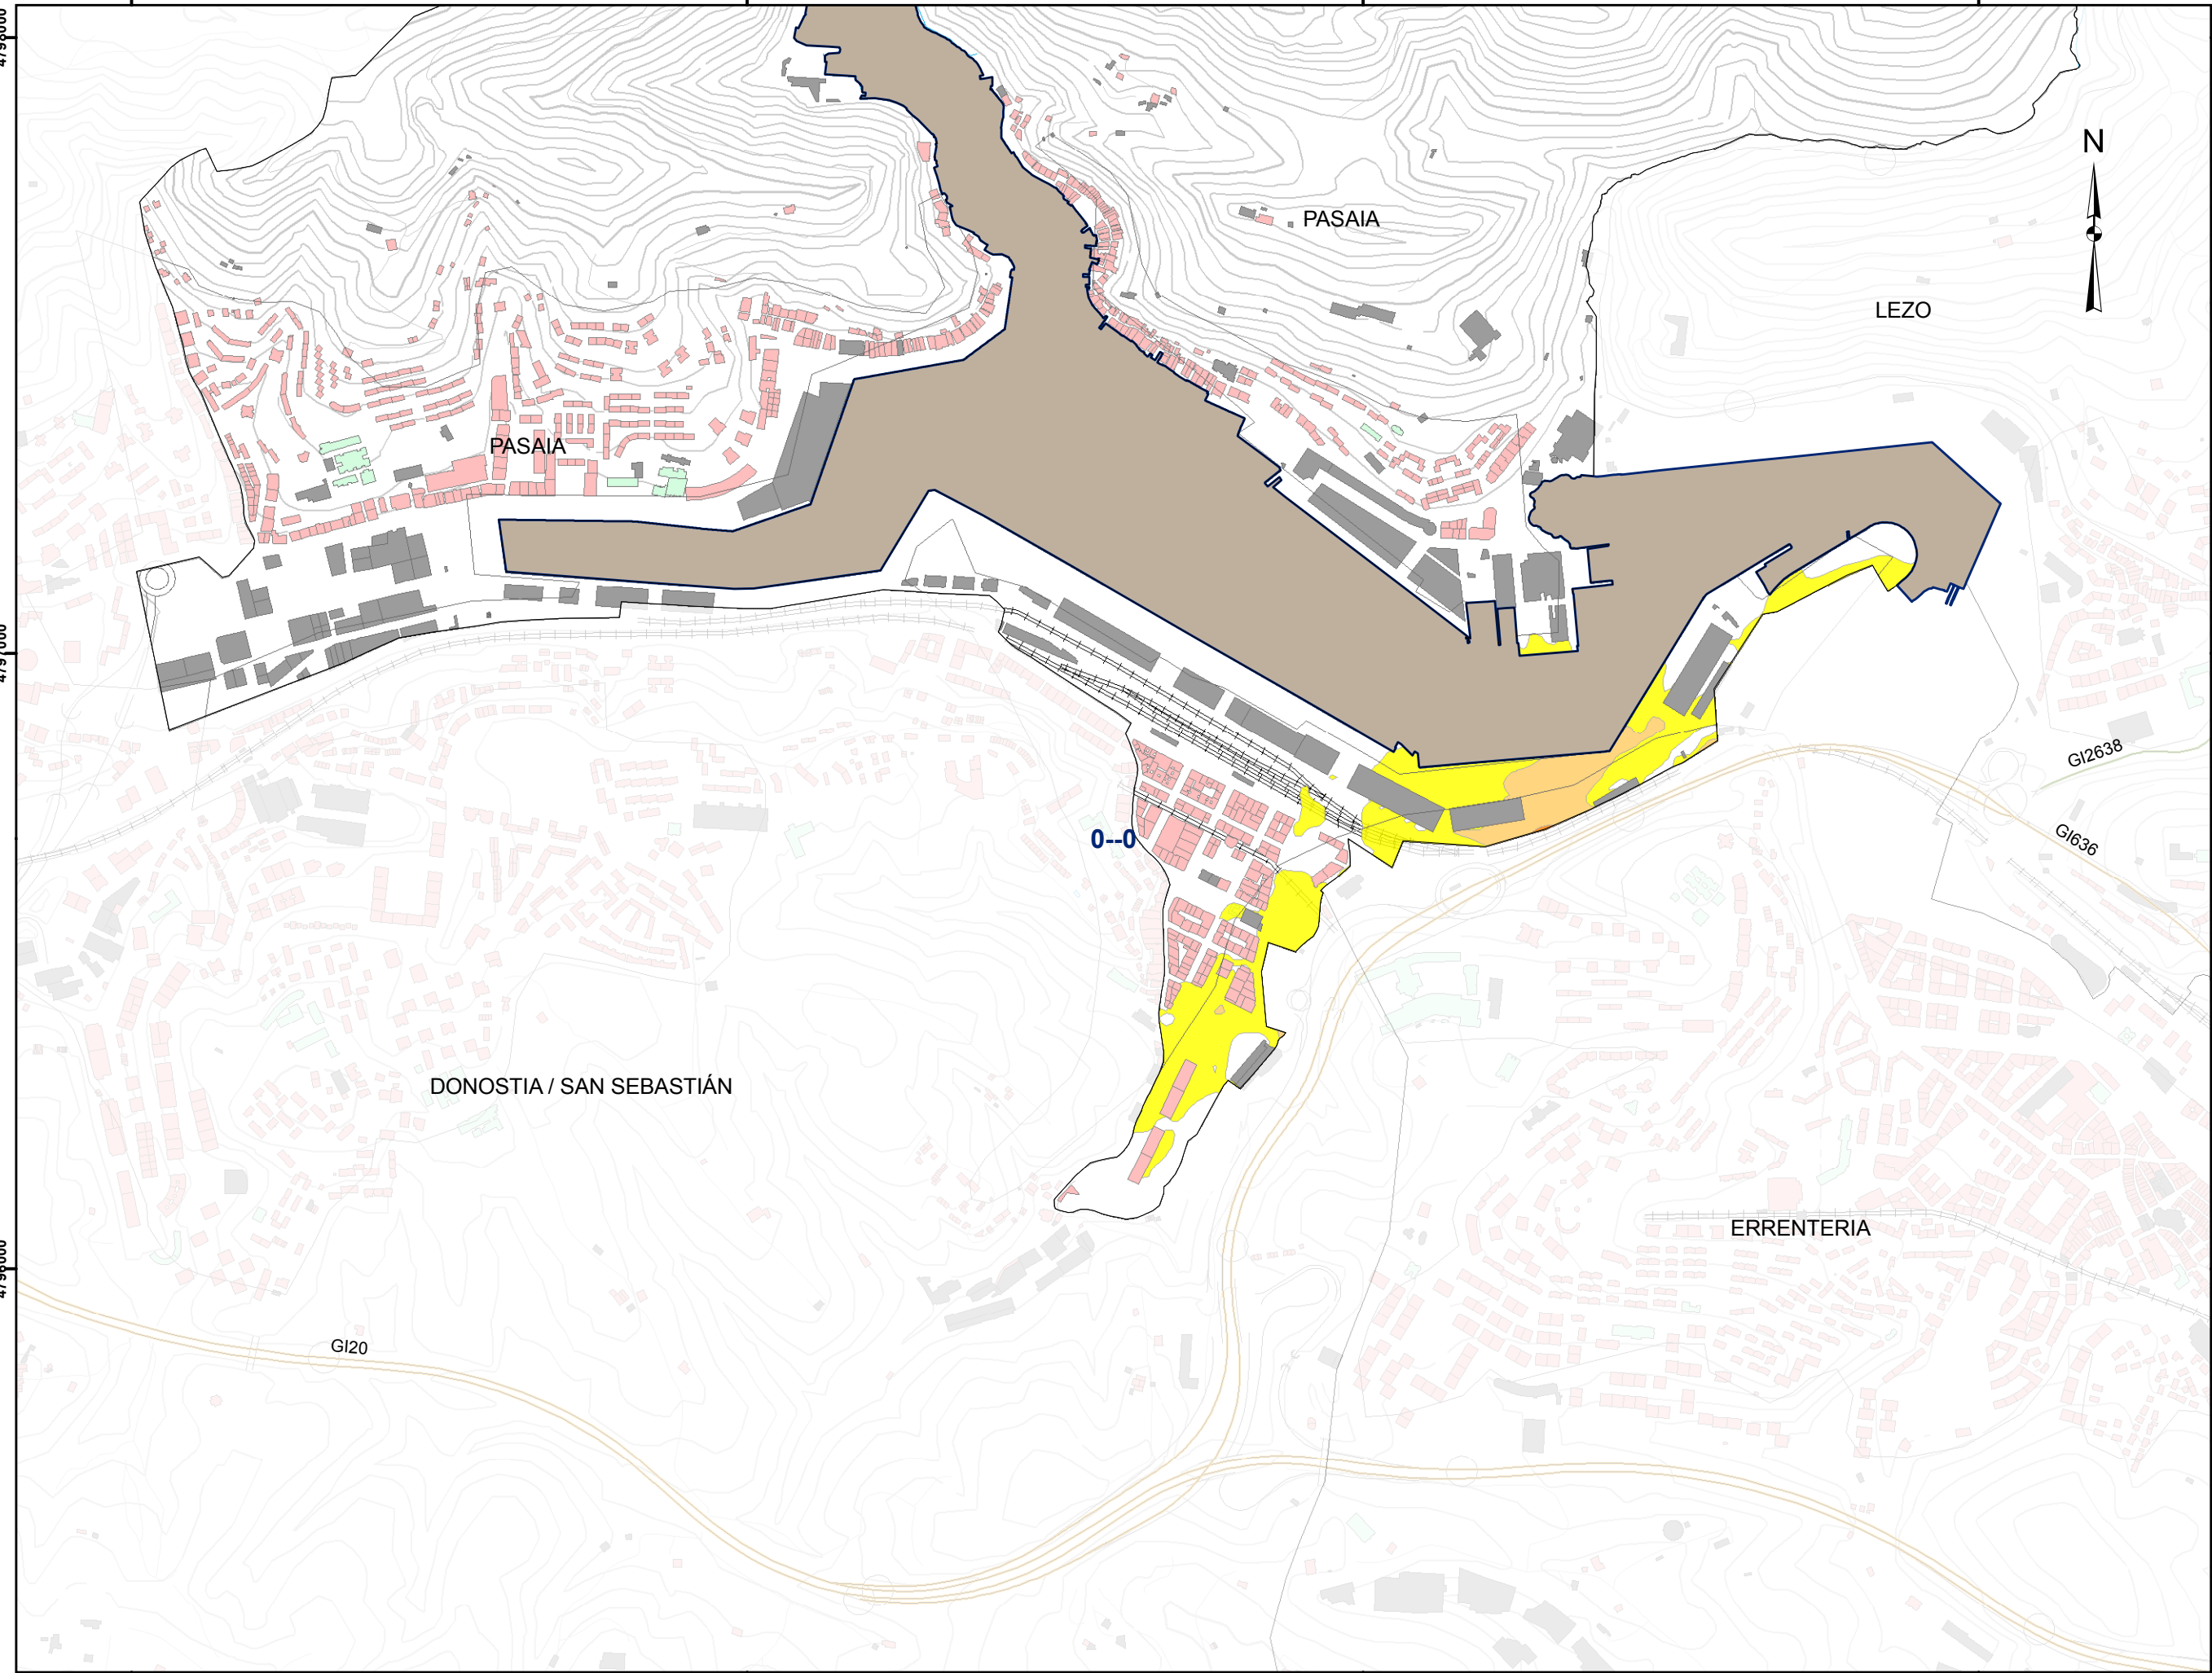 N
PASAIA
LEZO
PASAIA
GI2638
0--0
GI636
DONOSTIA / SAN SEBASTIÁN
ERRENTERIA
GI20